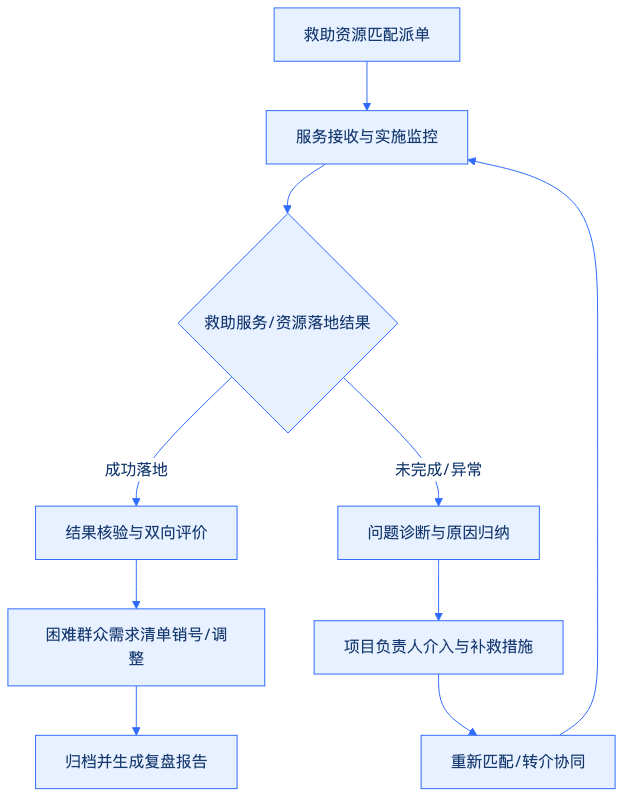 救助资源匹配派单
服务接收与实施监控
救助服务/资源落地结果
成功落地
未完成/异常
结果核验与双向评价
问题诊断与原因归纳
困难群众需求清单销号/调
整
项目负责人介入与补救措施
归档并生成复盘报告
重新匹配/转介协同